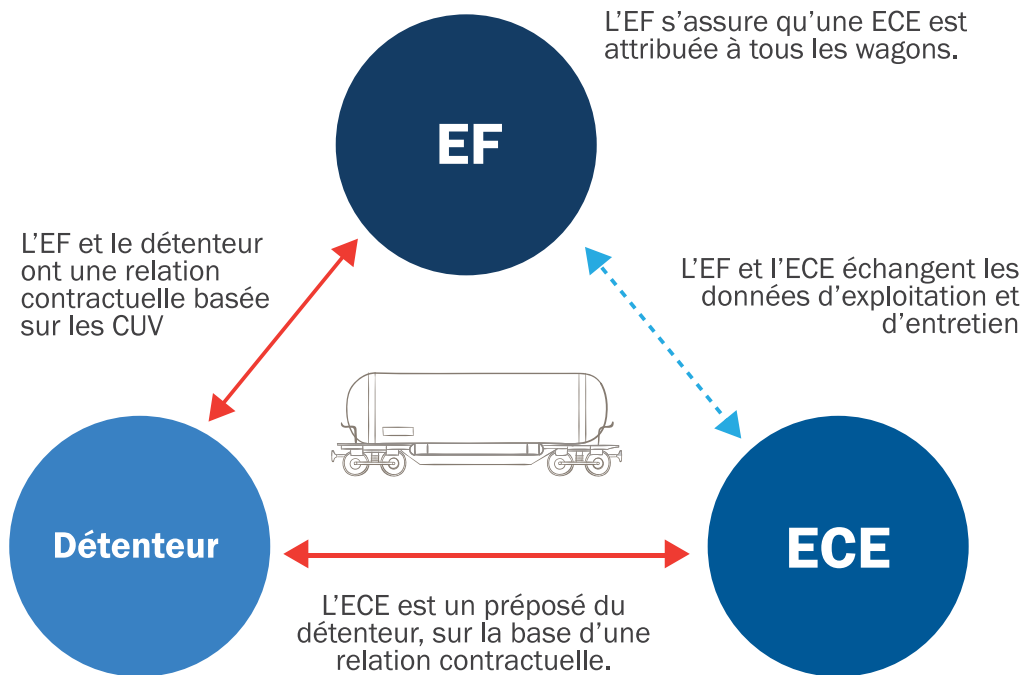 L’EF s’assure qu’une ECE est
attribuée à tous les wagons.
EF
L’EF et le détenteur
ont une relation
contractuelle basée
sur les CUV
L’EF et l’ECE échangent les
données d’exploitation et
d’entretien
Détenteur
ECE
L’ECE est un préposé du
détenteur, sur la base d’une
relation contractuelle.